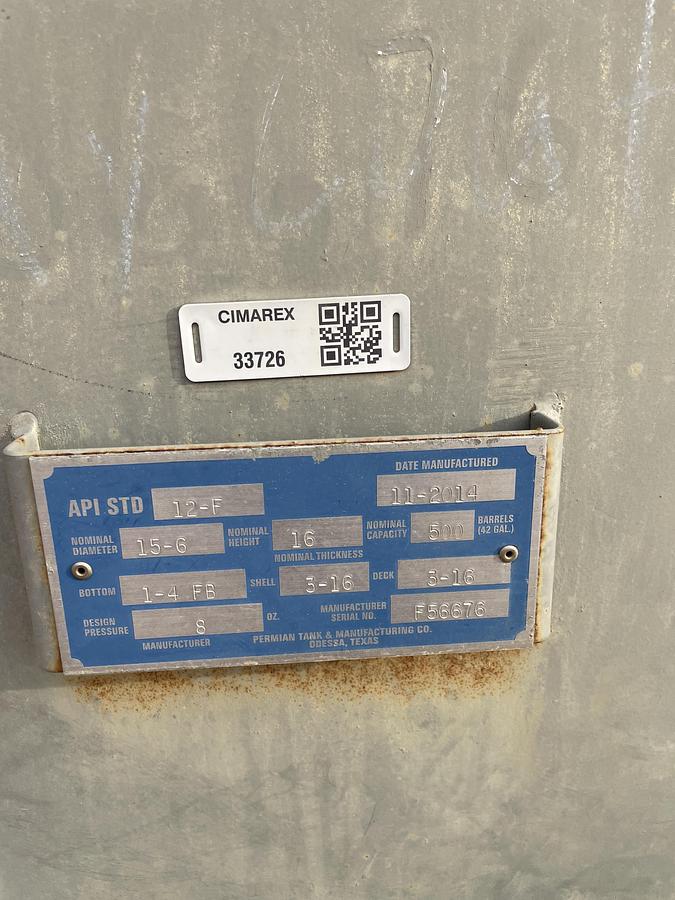 CIMAREX
33726
DATE MANUFACTURED
API STD 12-F 11-2014
NOMINAL DIAMETER 15-6 NOMINAL HEIGHT 16 NOMINAL CAPACITY 500 BARRELS (42 GAL.)
NOMINAL THICKNESS
BOTTOM 1-4 FB SHELL 3-16 DECK 3-16
DESIGN PRESSURE 8 OZ. MANUFACTURER SERIAL NO. F56676
MANUFACTURER PERMIAN TANK & MANUFACTURING CO.
ODESSA, TEXAS